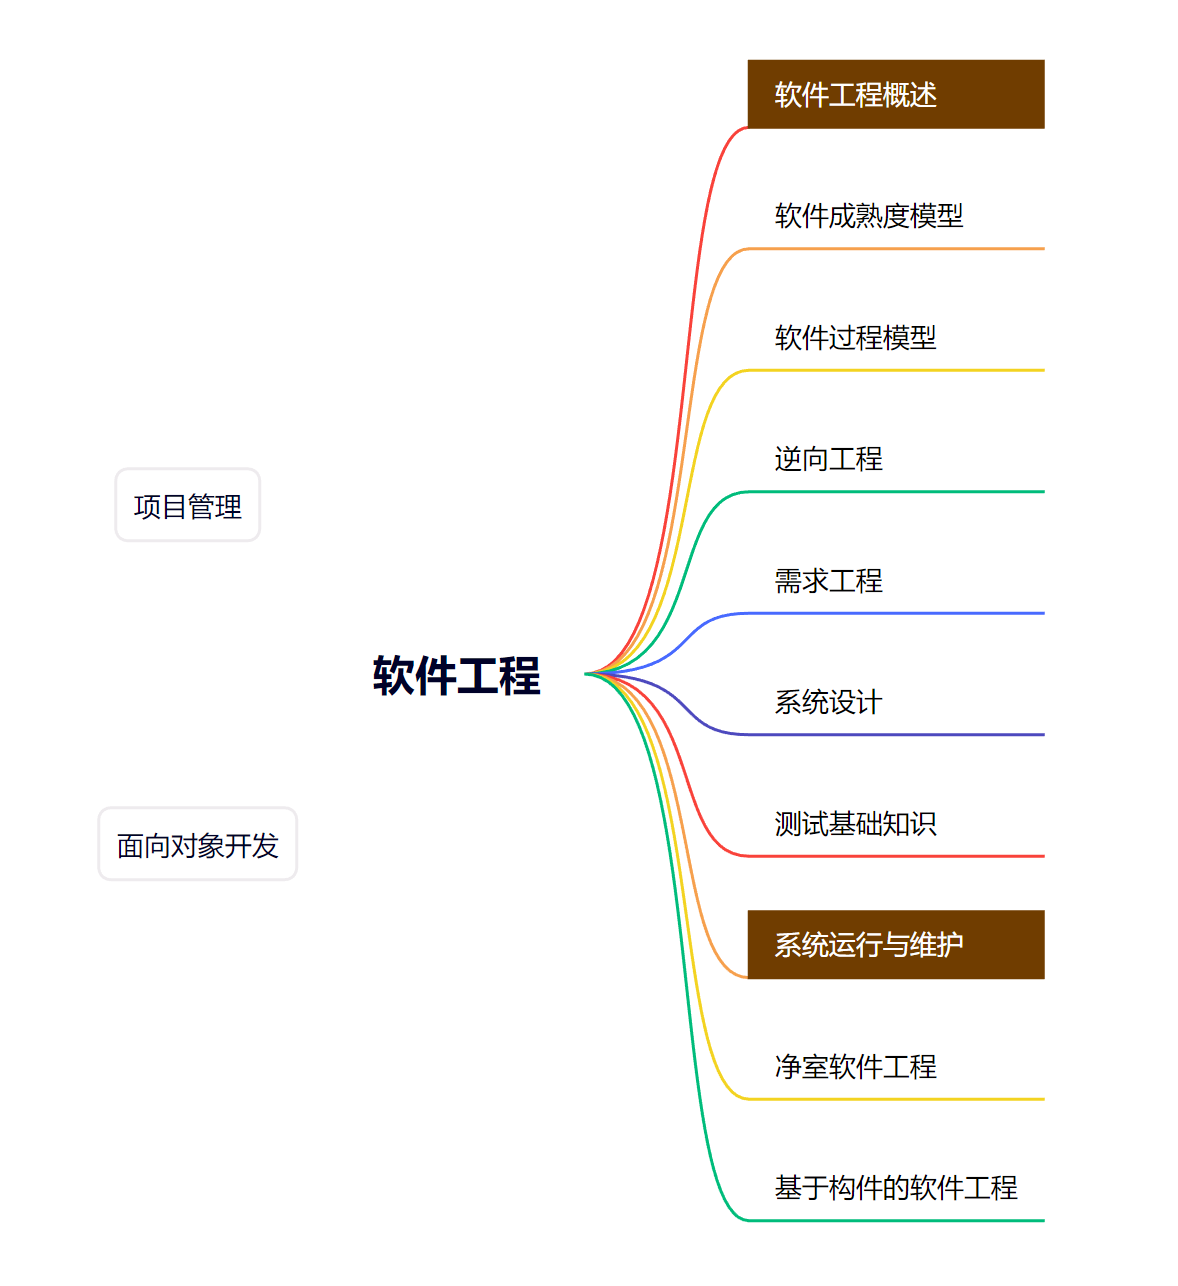 软件工程概述
软件成熟度模型
软件过程模型
逆向工程
项目管理
需求工程
软件工程
系统设计
测试基础知识
面向对象开发
系统运行与维护
净室软件工程
基于构件的软件工程